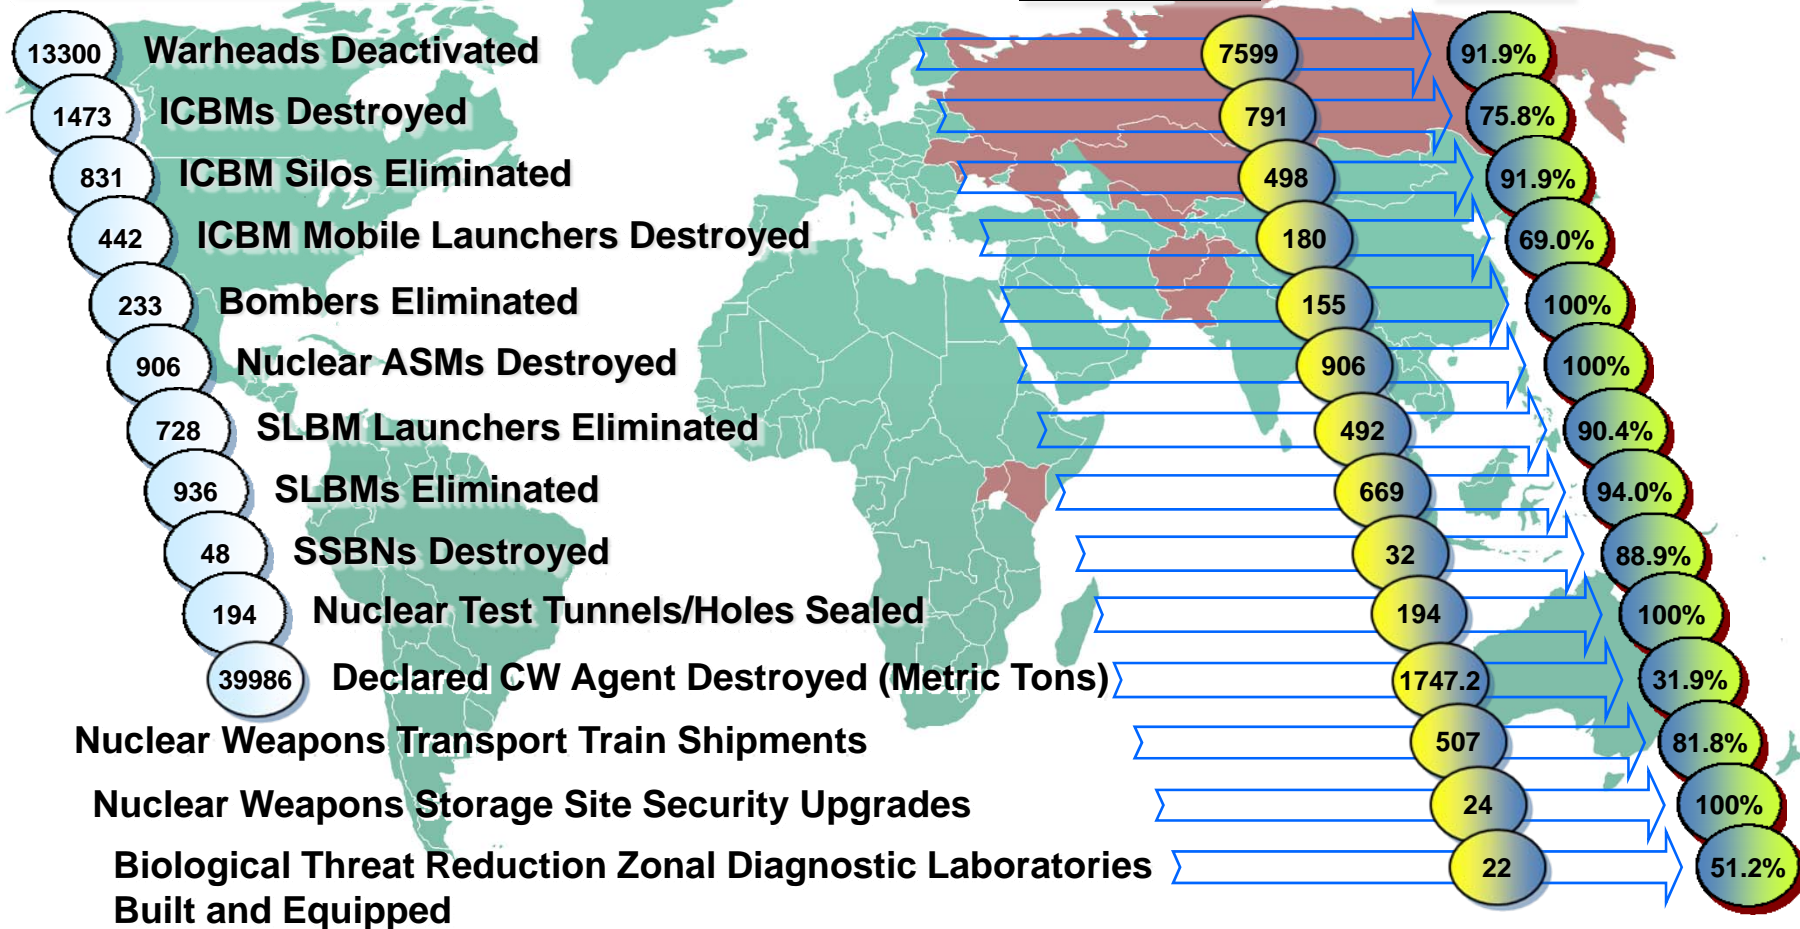 13300 Warheads Deactivated 7599 91.9%
1473 ICBMs Destroyed 791 75.8%
831 ICBM Silos Eliminated 498 91.9%
442 ICBM Mobile Launchers Destroyed 180 69.0%
233 Bombers Eliminated 155 100%
906 Nuclear ASMs Destroyed 906 100%
728 SLBM Launchers Eliminated 492 90.4%
936 SLBMs Eliminated 669 94.0%
48 SSBNs Destroyed 32 88.9%
194 Nuclear Test Tunnels/Holes Sealed 194 100%
39986 Declared CW Agent Destroyed (Metric Tons) 1747.2 31.9%
Nuclear Weapons Transport Train Shipments 507 81.8%
Nuclear Weapons Storage Site Security Upgrades 24 100%
Biological Threat Reduction Zonal Diagnostic Laboratories 22 51.2%
Built and Equipped